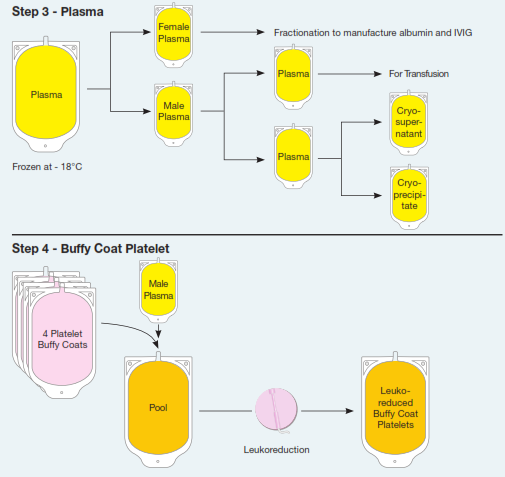 Step 3 - Plasma
Female
Plasma
Fractionation to manufacture albumin and IVIG
Plasma
Male
Plasma
Plasma
For Transfusion
Cryo-
super-
natant
Plasma
Cryo-
precipi-
tate
Frozen at - 18°C
Step 4 - Buffy Coat Platelet
Male
Plasma
4 Platelet
Buffy Coats
Pool
Leukoreduction
Leuko-
reduced
Buffy Coat
Platelets